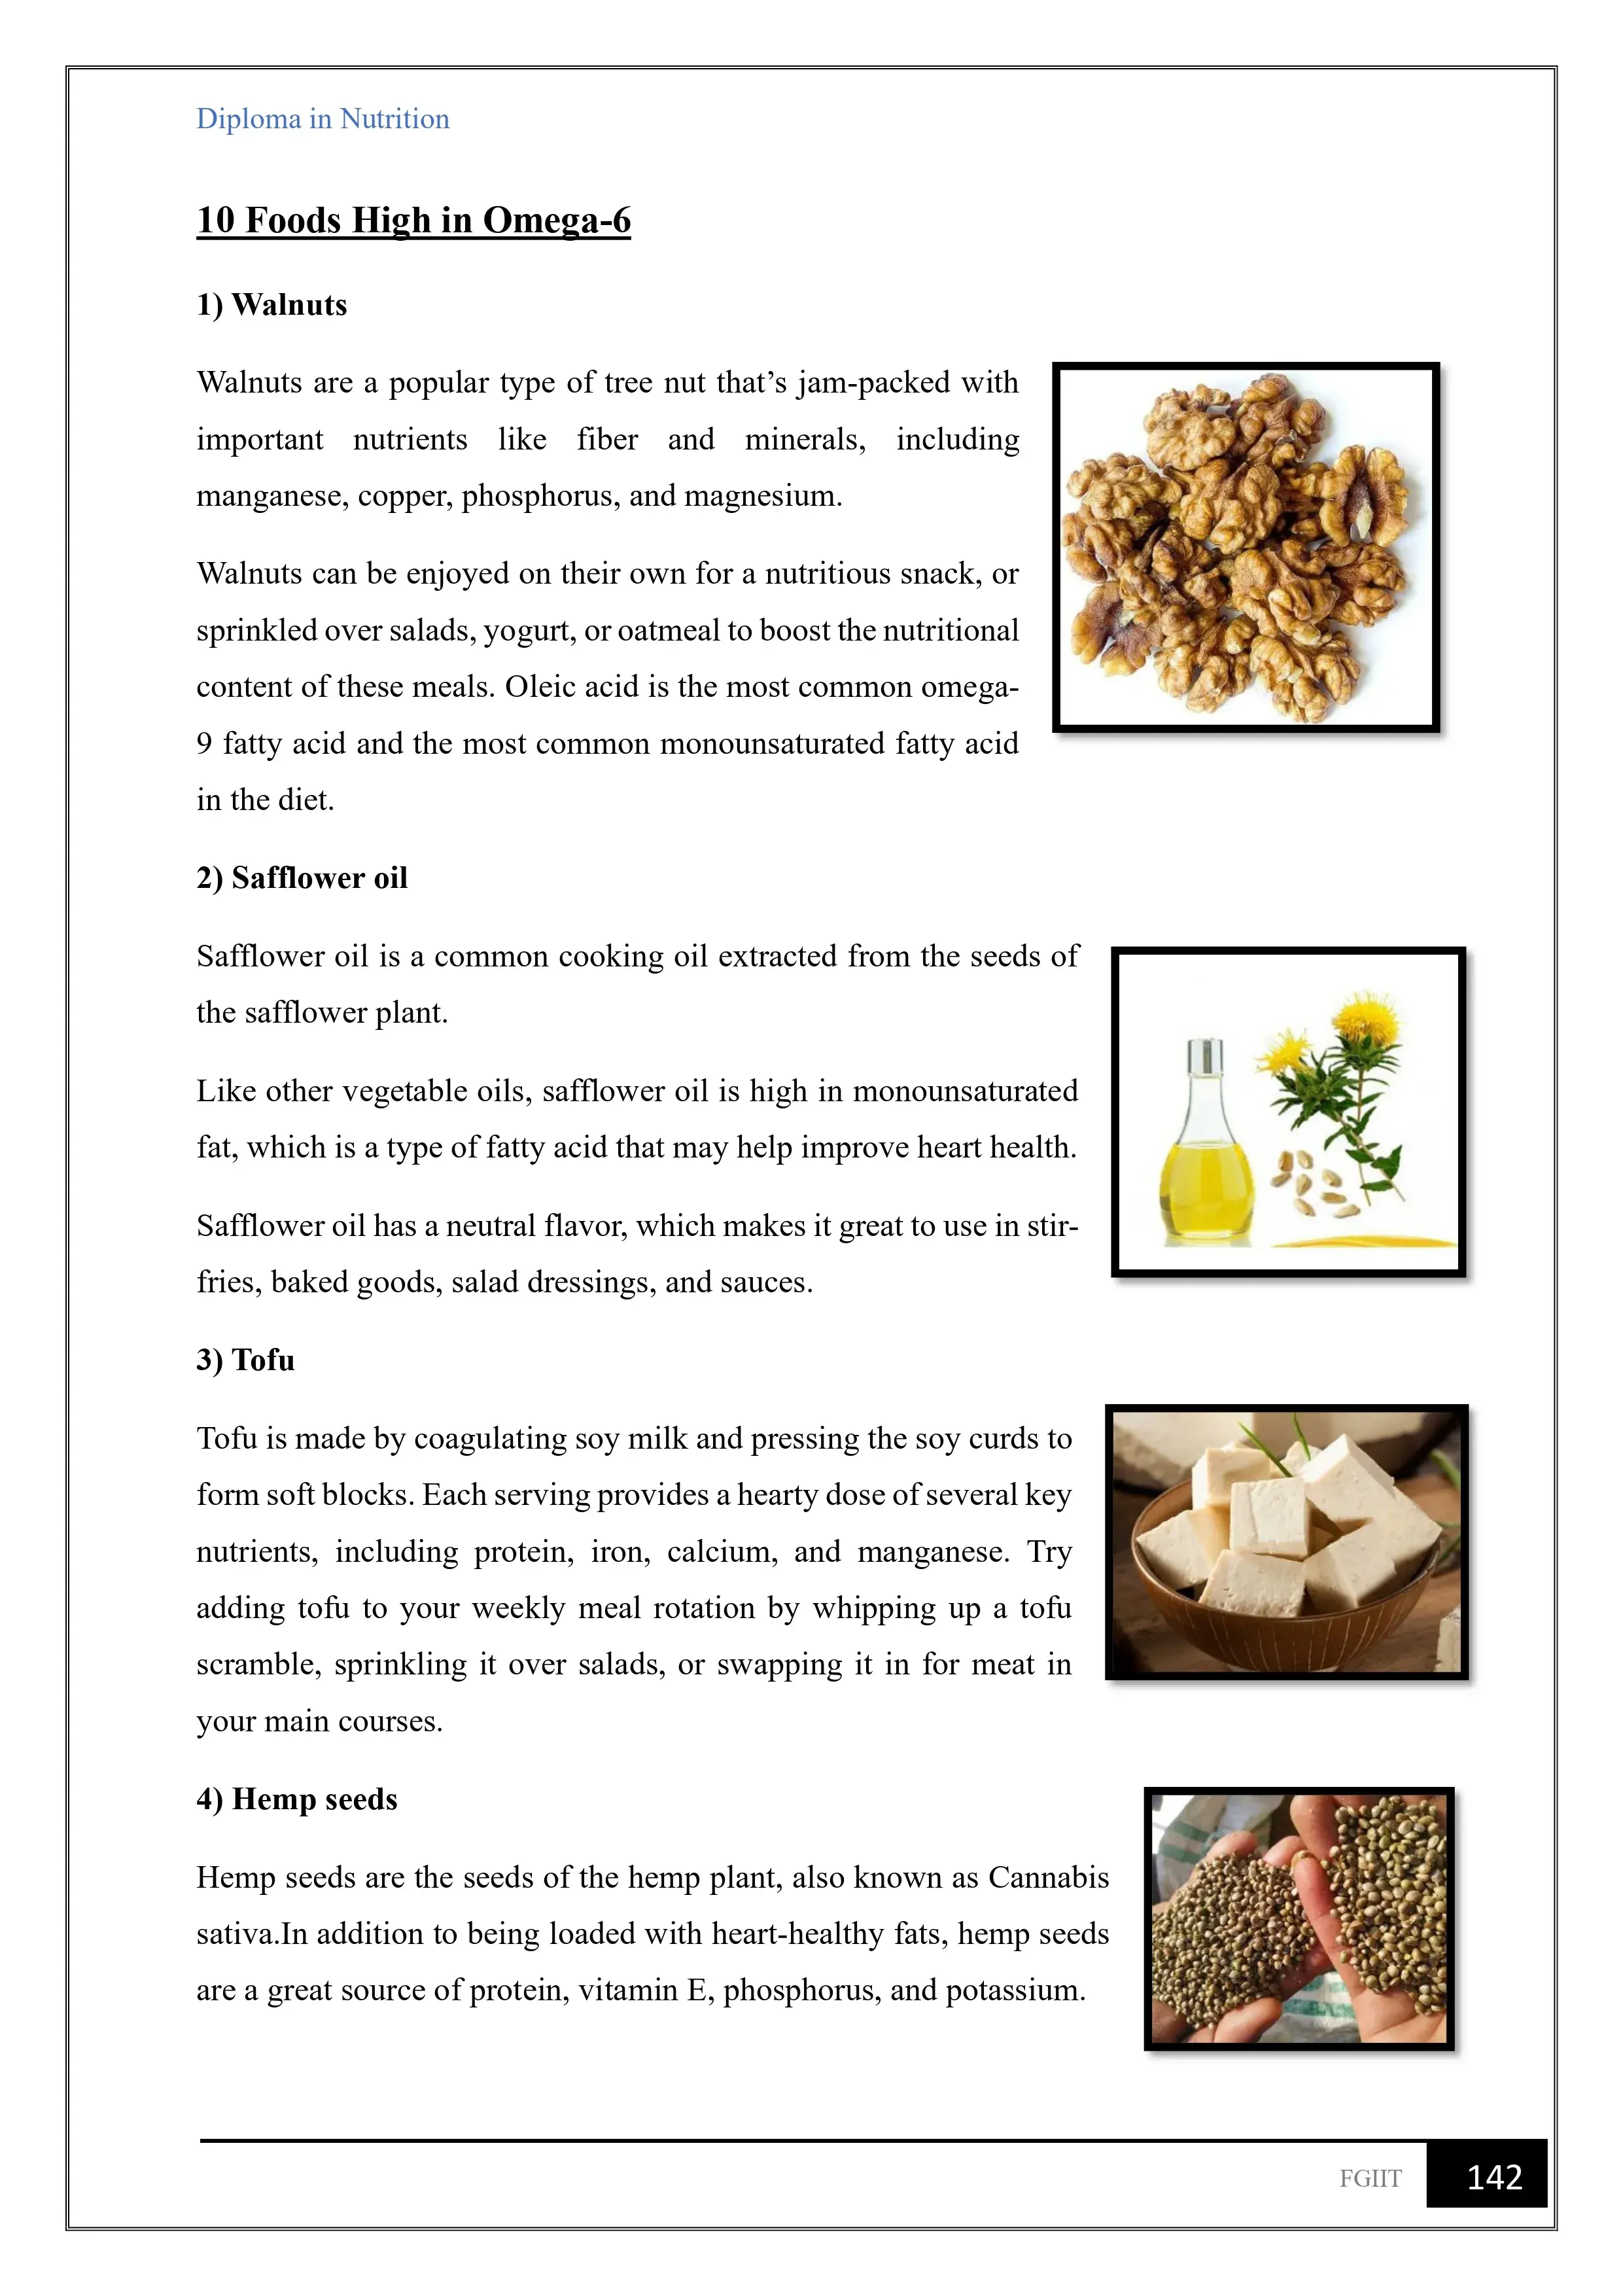 Diploma in Nutrition
10 Foods High in Omega-6
1) Walnuts
Walnuts are a popular type of tree nut that’s jam-packed with
important nutrients like fiber and minerals, including
manganese, copper, phosphorus, and magnesium.
Walnuts can be enjoyed on their own for a nutritious snack, or
sprinkled over salads, yogurt, or oatmeal to boost the nutritional
content of these meals. Oleic acid is the most common omega-
9 fatty acid and the most common monounsaturated fatty acid
in the diet.
2) Safflower oil
Safflower oil is a common cooking oil extracted from the seeds of
the safflower plant.
Like other vegetable oils, safflower oil is high in monounsaturated
fat, which is a type of fatty acid that may help improve heart health.
Safflower oil has a neutral flavor, which makes it great to use in stir-
fries, baked goods, salad dressings, and sauces.
3) Tofu
Tofu is made by coagulating soy milk and pressing the soy curds to
form soft blocks. Each serving provides a hearty dose of several key
nutrients, including protein, iron, calcium, and manganese. Try
adding tofu to your weekly meal rotation by whipping up a tofu
scramble, sprinkling it over salads, or swapping it in for meat in
your main courses.
4) Hemp seeds
Hemp seeds are the seeds of the hemp plant, also known as Cannabis
sativa.In addition to being loaded with heart-healthy fats, hemp seeds
are a great source of protein, vitamin E, phosphorus, and potassium.
FGIIT 142